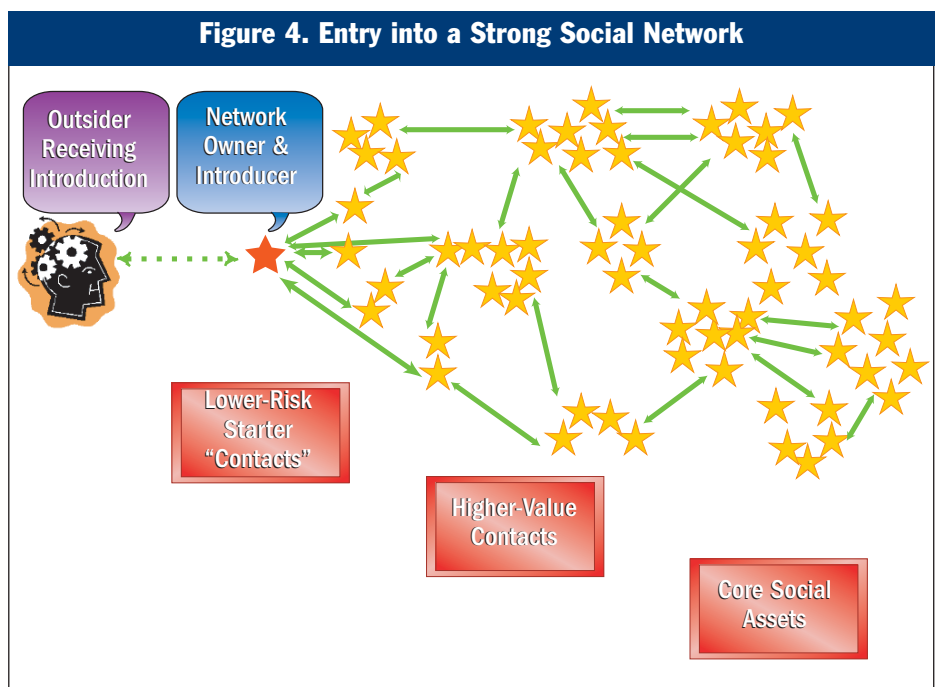 Figure 4. Entry into a Strong Social Network
Outsider
Receiving
Introduction
Network
Owner &
Introducer
Lower-Risk
Starter
“Contacts”
Higher-Value
Contacts
Core Social
Assets